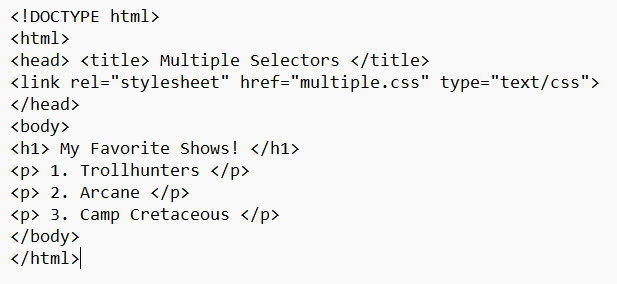 <!DOCTYPE html>
<html>
<head> <title> Multiple Selectors </title>
<link rel="stylesheet" href="multiple.css" type="text/css">
</head>
<body>
<h1> My Favorite Shows! </h1>
<p> 1. Trollhunters </p>
<p> 2. Arcane </p>
<p> 3. Camp Cretaceous </p>
</body>
</html>